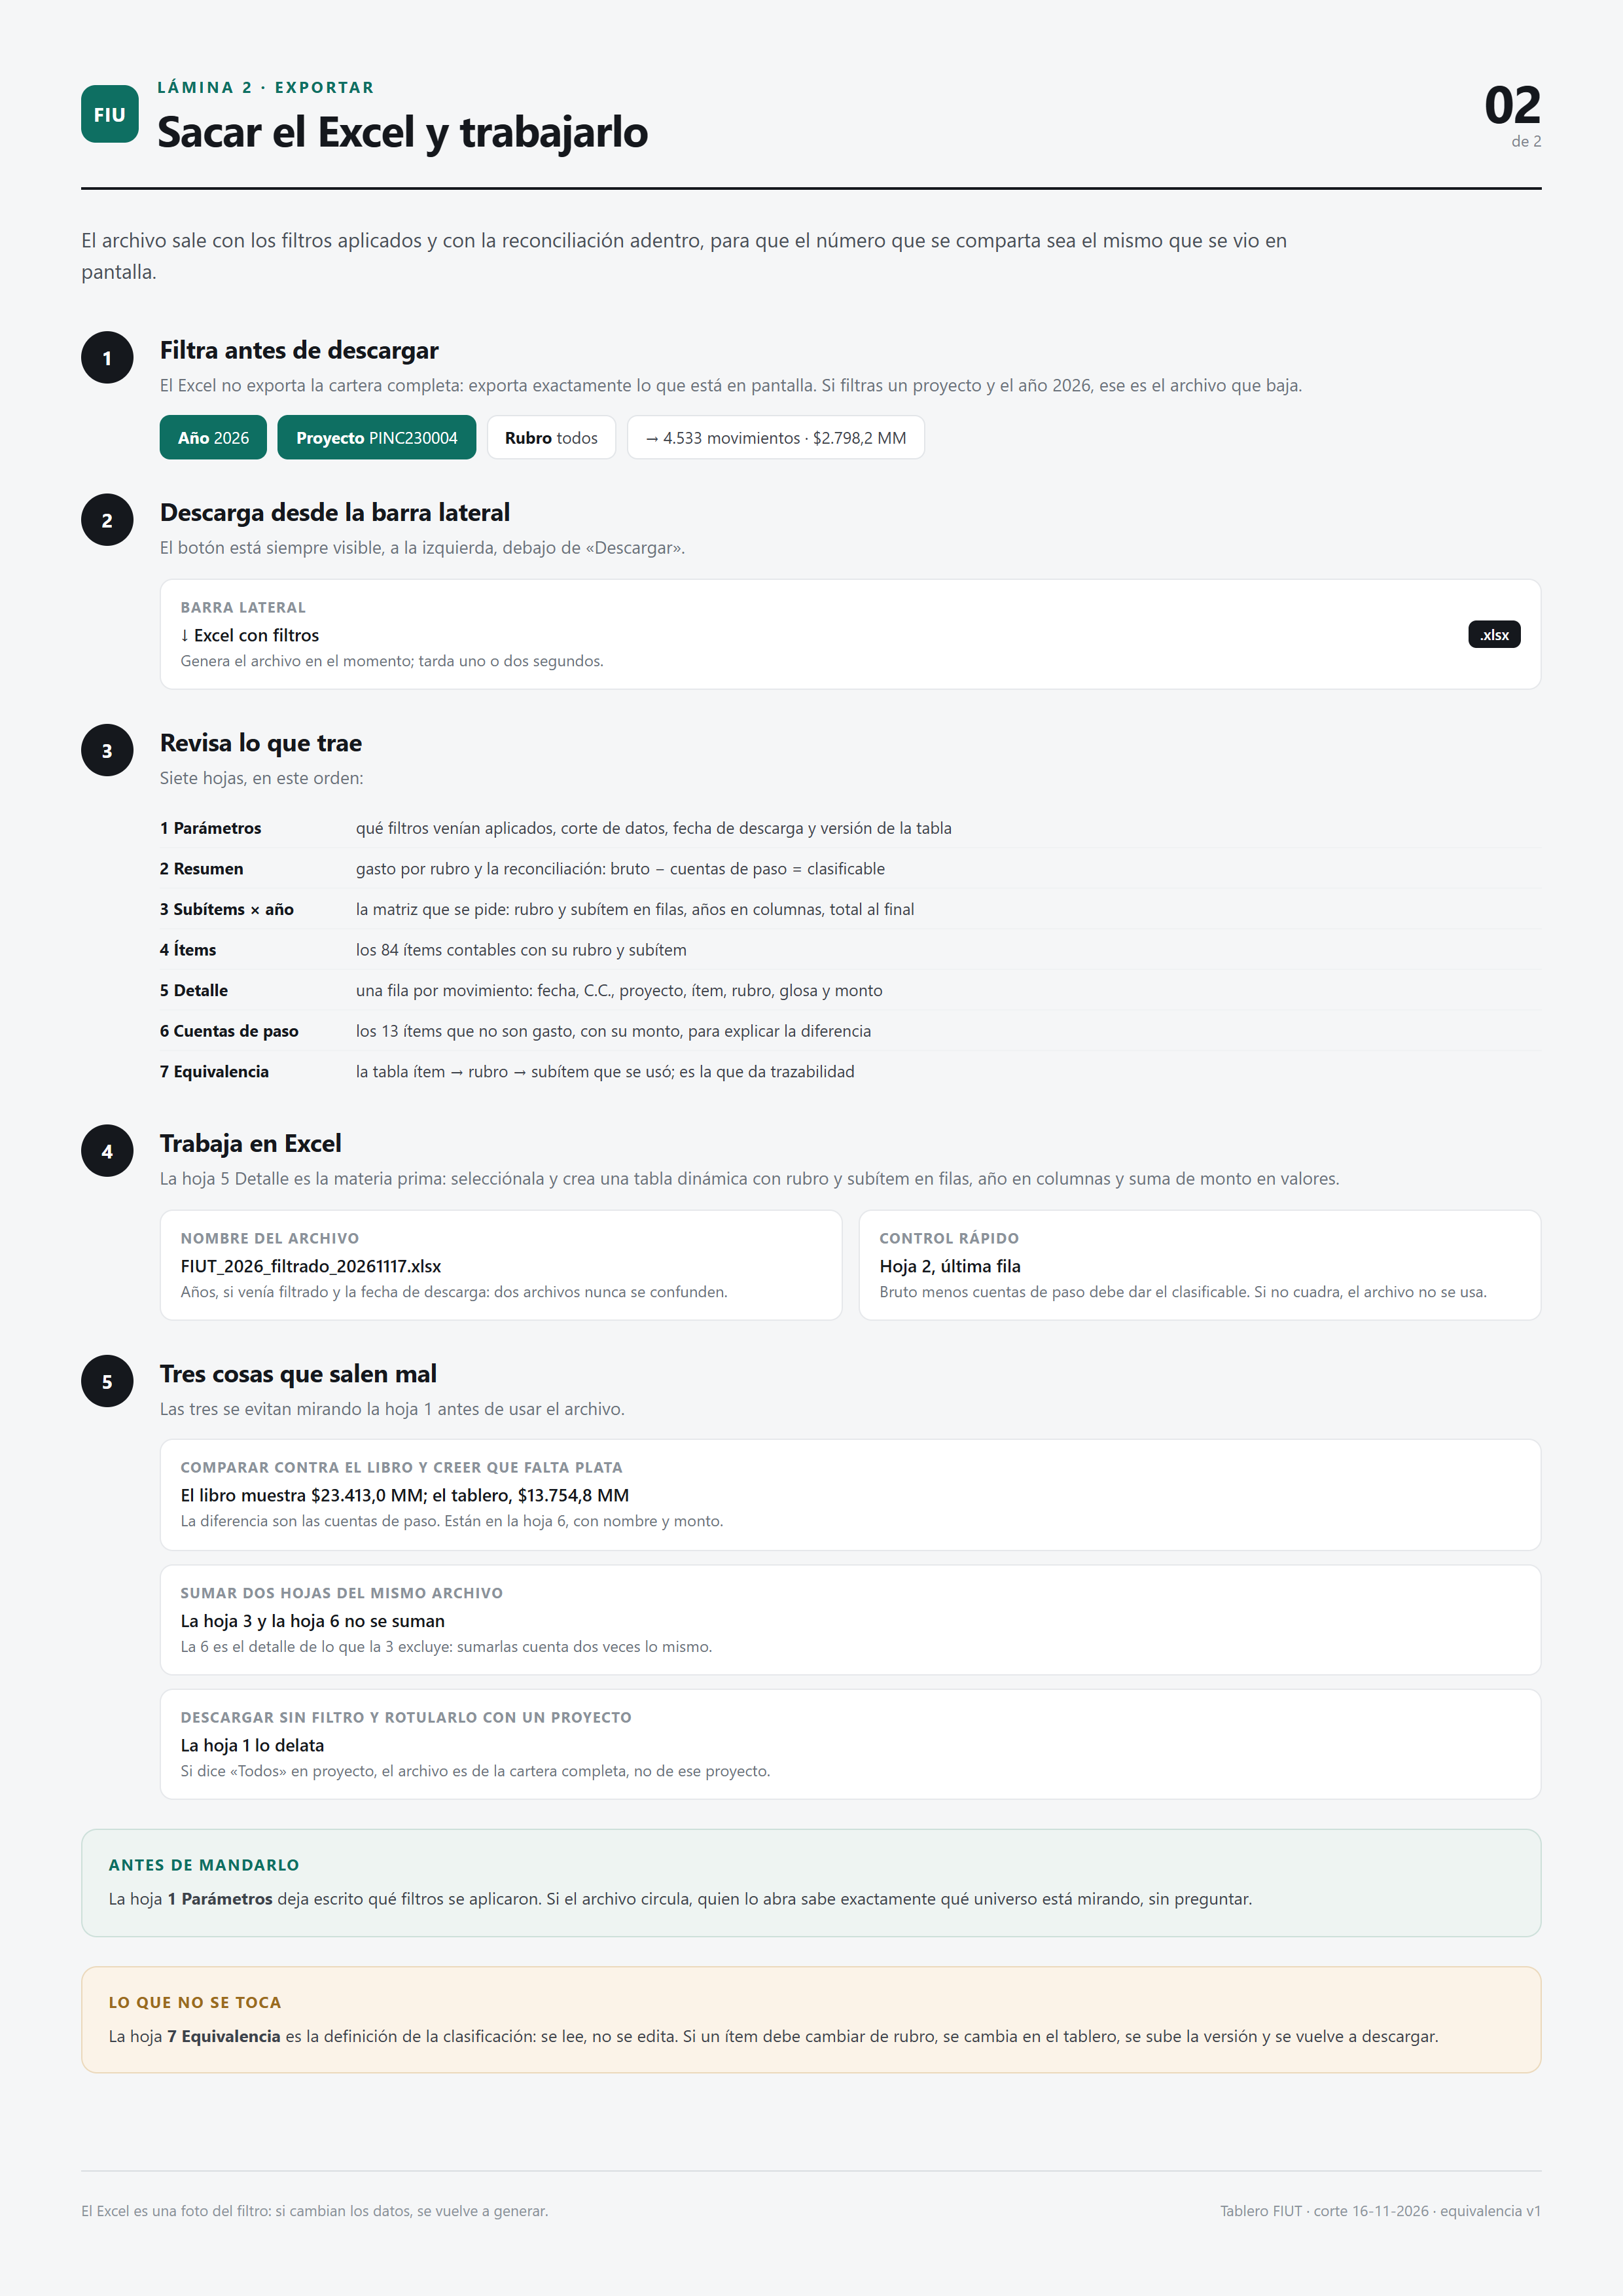 FIU
LÁMINA 2 · EXPORTAR
Sacar el Excel y trabajarlo
02
de 2
El archivo sale con los filtros aplicados y con la reconciliación adentro, para que el número que se comparta sea el mismo que se vio en
pantalla.
1
Filtra antes de descargar
El Excel no exporta la cartera completa: exporta exactamente lo que está en pantalla. Si filtras un proyecto y el año 2026, ese es el archivo que baja.
Año 2026
Proyecto PINC230004
Rubro todos
→ 4.533 movimientos · $2.798,2 MM
2
Descarga desde la barra lateral
El botón está siempre visible, a la izquierda, debajo de «Descargar».
BARRA LATERAL
↓ Excel con filtros
Genera el archivo en el momento; tarda uno o dos segundos.
.xlsx
3
Revisa lo que trae
Siete hojas, en este orden:
1 Parámetros qué filtros venían aplicados, corte de datos, fecha de descarga y versión de la tabla
2 Resumen gasto por rubro y la reconciliación: bruto − cuentas de paso = clasificable
3 Subítems × año la matriz que se pide: rubro y subítem en filas, años en columnas, total al final
4 Ítems los 84 ítems contables con su rubro y subítem
5 Detalle una fila por movimiento: fecha, C.C., proyecto, ítem, rubro, glosa y monto
6 Cuentas de paso los 13 ítems que no son gasto, con su monto, para explicar la diferencia
7 Equivalencia la tabla ítem → rubro → subítem que se usó; es la que da trazabilidad
4
Trabaja en Excel
La hoja 5 Detalle es la materia prima: selecciónala y crea una tabla dinámica con rubro y subítem en filas, año en columnas y suma de monto en valores.
NOMBRE DEL ARCHIVO
FIUT_2026_filtrado_20261117.xlsx
Años, si venía filtrado y la fecha de descarga: dos archivos nunca se confunden.
CONTROL RÁPIDO
Hoja 2, última fila
Bruto menos cuentas de paso debe dar el clasificable. Si no cuadra, el archivo no se usa.
5
Tres cosas que salen mal
Las tres se evitan mirando la hoja 1 antes de usar el archivo.
COMPARAR CONTRA EL LIBRO Y CREER QUE FALTA PLATA
El libro muestra $23.413,0 MM; el tablero, $13.754,8 MM
La diferencia son las cuentas de paso. Están en la hoja 6, con nombre y monto.
SUMAR DOS HOJAS DEL MISMO ARCHIVO
La hoja 3 y la hoja 6 no se suman
La 6 es el detalle de lo que la 3 excluye: sumarlas cuenta dos veces lo mismo.
DESCARGAR SIN FILTRO Y ROTULARLO CON UN PROYECTO
La hoja 1 lo delata
Si dice «Todos» en proyecto, el archivo es de la cartera completa, no de ese proyecto.
ANTES DE MANDARLO
La hoja 1 Parámetros deja escrito qué filtros se aplicaron. Si el archivo circula, quien lo abra sabe exactamente qué universo está mirando, sin preguntar.
LO QUE NO SE TOCA
La hoja 7 Equivalencia es la definición de la clasificación: se lee, no se edita. Si un ítem debe cambiar de rubro, se cambia en el tablero, se sube la versión y se vuelve a descargar.
El Excel es una foto del filtro: si cambian los datos, se vuelve a generar.
Tablero FIUT · corte 16-11-2026 · equivalencia v1